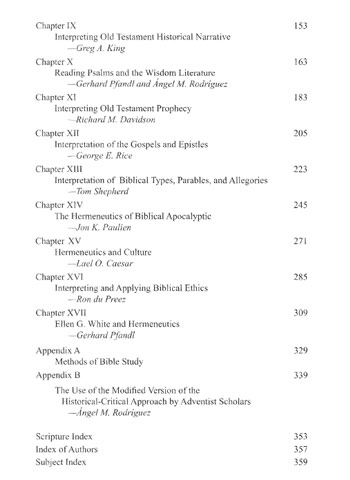 Chapter IX 153
Interpreting Old Testament Historical Narrative
—Greg A. King
Chapter X 163
Reading Psalms and the Wisdom Literature
—Gerhard Pfandl and Ángel M. Rodríguez
Chapter XI 183
Interpreting Old Testament Prophecy
—Richard M. Davidson
Chapter XII 205
Interpretation of the Gospels and Epistles
—George E. Rice
Chapter XIII 223
Interpretation of Biblical Types, Parables, and Allegories
—Tom Shepherd
Chapter XIV 245
The Hermeneutics of Biblical Apocalyptic
—Jon K. Paulien
Chapter XV 271
Hermeneutics and Culture
—Lael O. Caesar
Chapter XVI 285
Interpreting and Applying Biblical Ethics
—Ron du Preez
Chapter XVII 309
Ellen G. White and Hermeneutics
—Gerhard Pfandl
Appendix A 329
Methods of Bible Study
Appendix B 339
The Use of the Modified Version of the
Historical-Critical Approach by Adventist Scholars
—Ángel M. Rodríguez
Scripture Index 353
Index of Authors 357
Subject Index 359